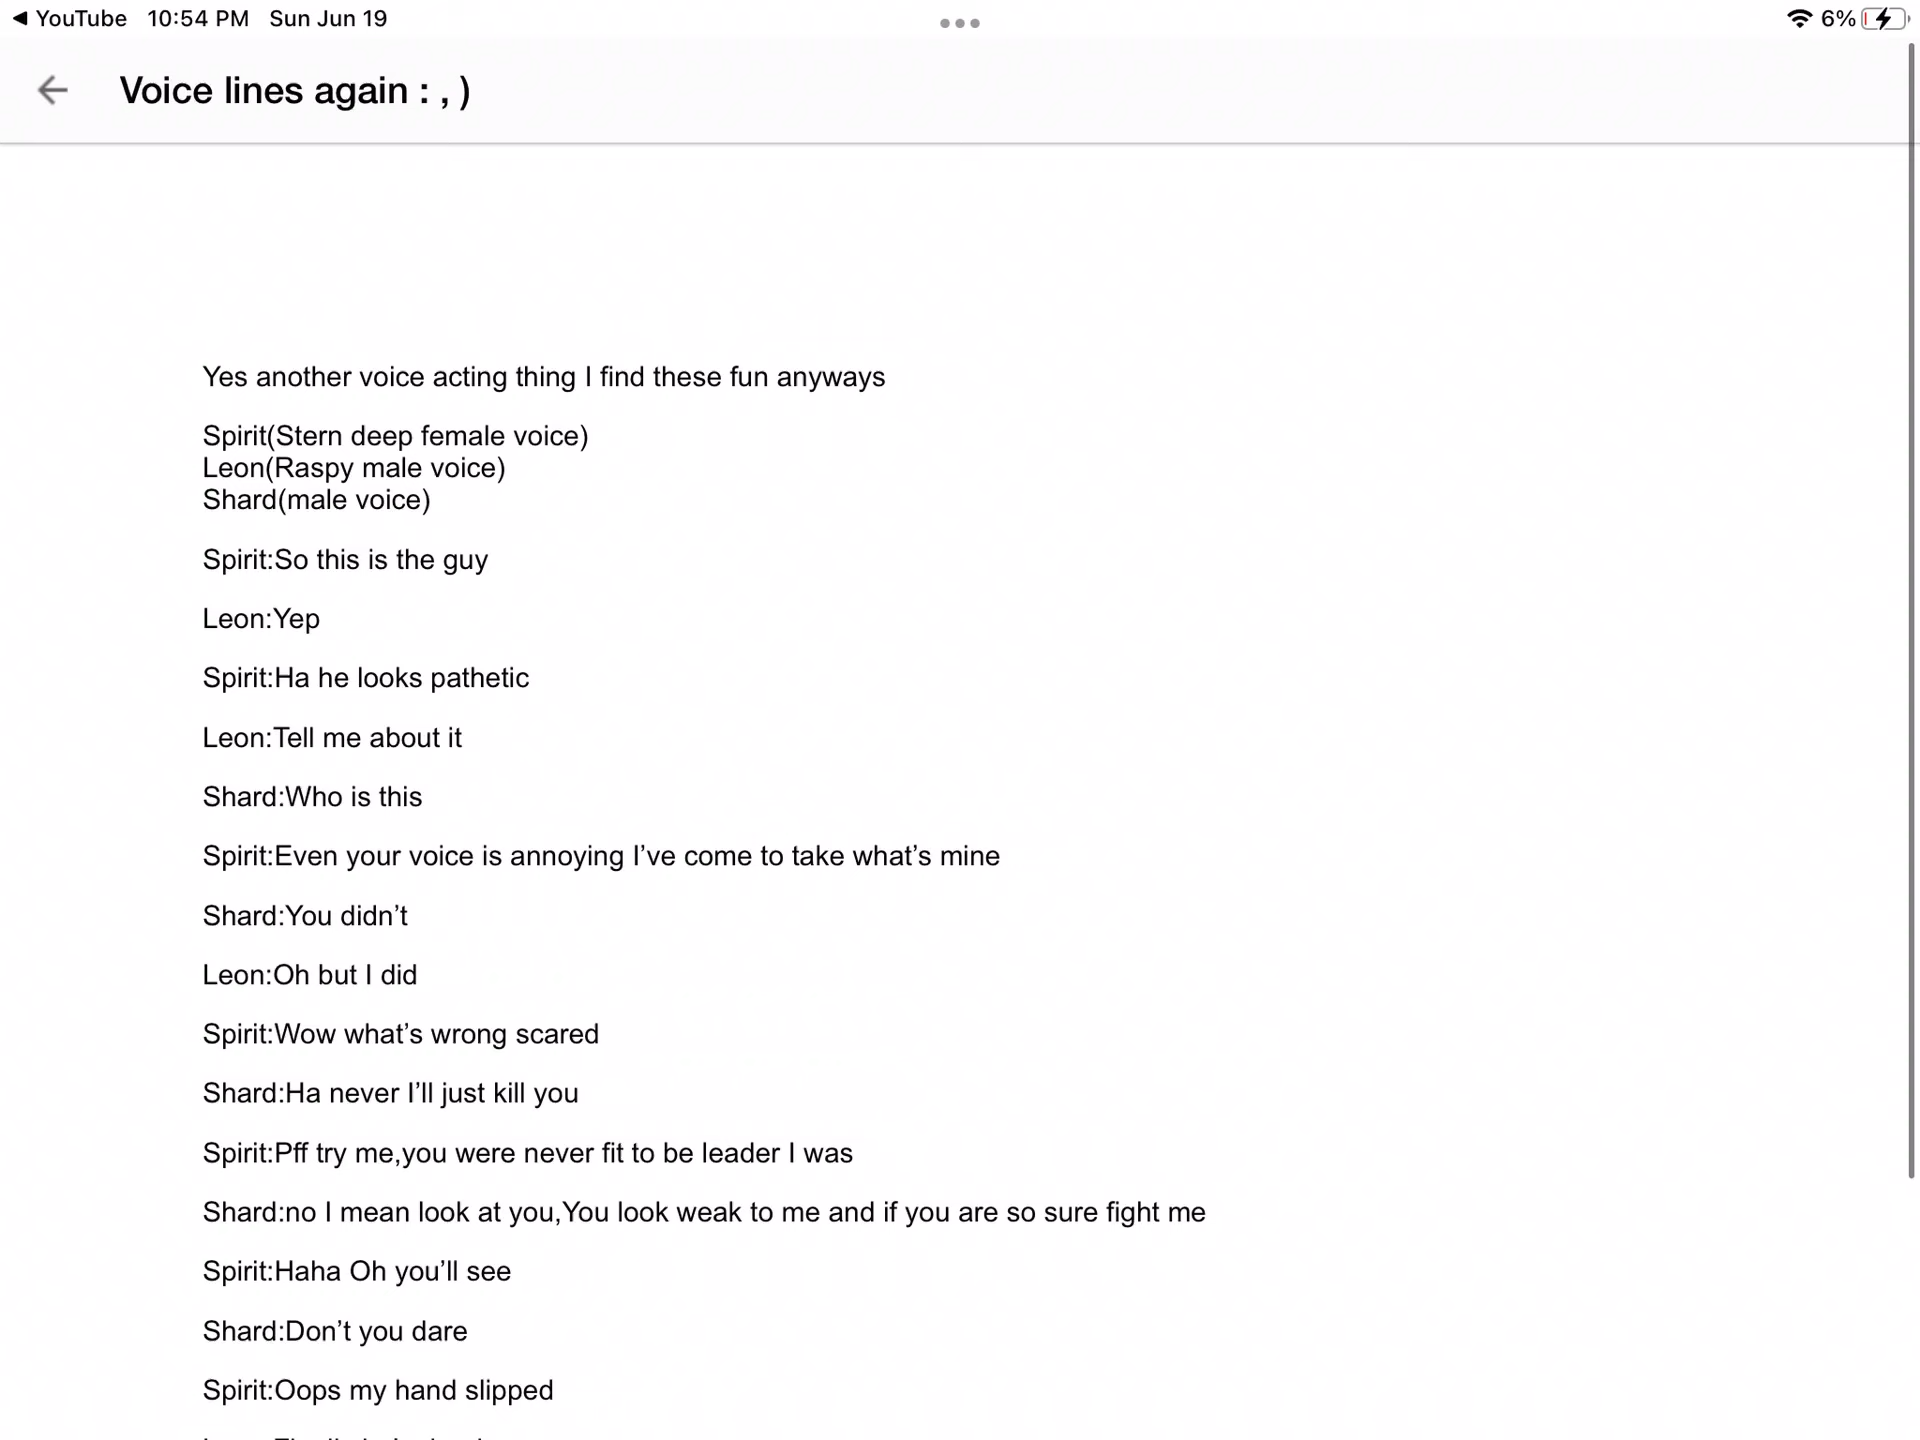 ◀ YouTube 10:54 PM Sun Jun 19
6%
Voice lines again : , )
Yes another voice acting thing I find these fun anyways
Spirit(Stern deep female voice)
Leon(Raspy male voice)
Shard(male voice)
Spirit:So this is the guy
Leon:Yep
Spirit:Ha he looks pathetic
Leon:Tell me about it
Shard:Who is this
Spirit:Even your voice is annoying I’ve come to take what’s mine
Shard:You didn’t
Leon:Oh but I did
Spirit:Wow what’s wrong scared
Shard:Ha never I’ll just kill you
Spirit:Pff try me,you were never fit to be leader I was
Shard:no I mean look at you,You look weak to me and if you are so sure fight me
Spirit:Haha Oh you’ll see
Shard:Don’t you dare
Spirit:Oops my hand slipped